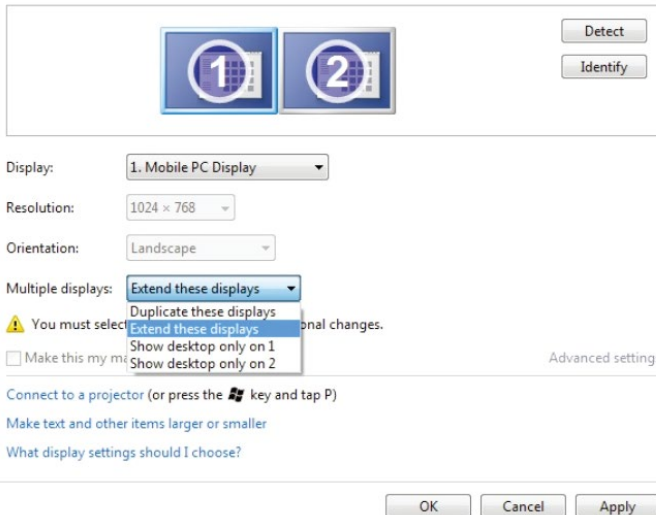 1 2
Detect
Identify
Display: 1. Mobile PC Display
Resolution: 1024 × 768
Orientation: Landscape
Multiple displays: Extend these displays
Duplicate these displays
Extend these displays
Show desktop only on 1
Show desktop only on 2
You must select changes.
Make this my
Advanced setting
Connect to a projector (or press the key and tap P)
Make text and other items larger or smaller
What display settings should I choose?
OK Cancel Apply